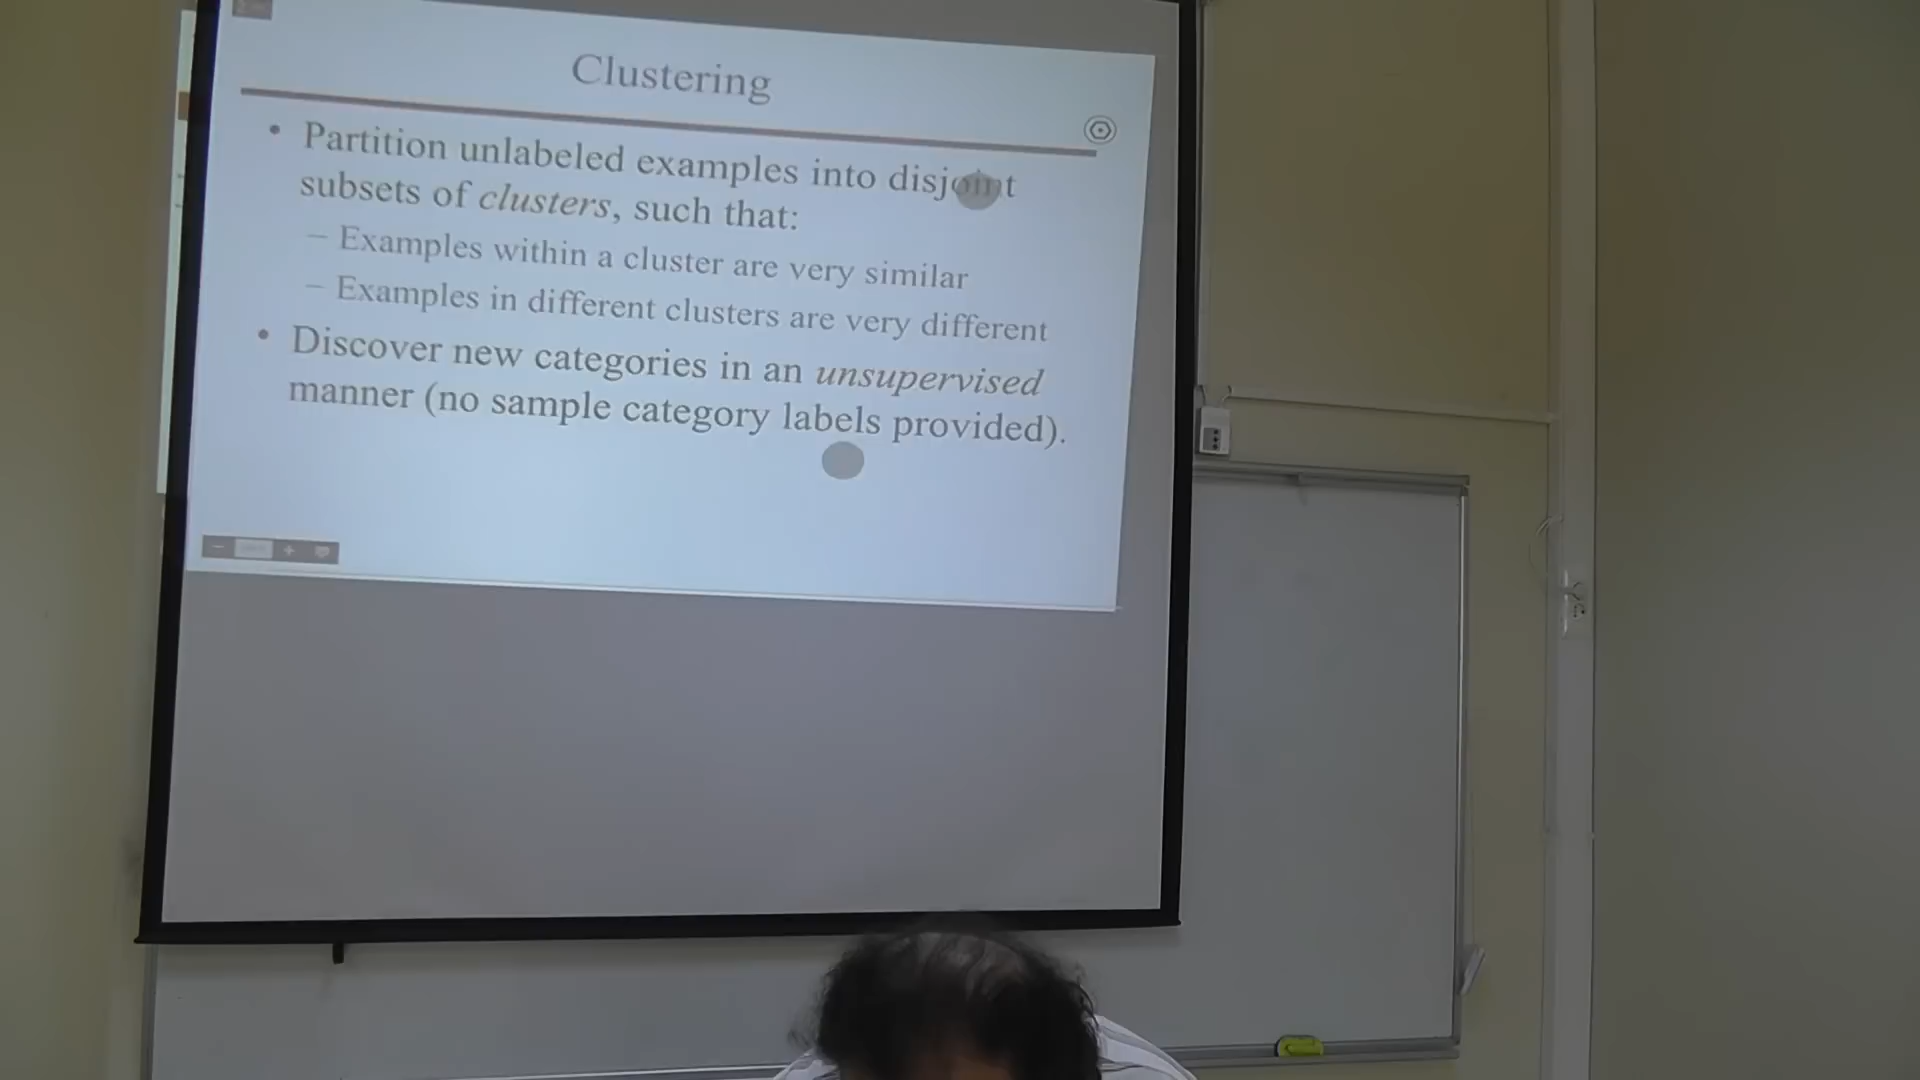 Clustering
• Partition unlabeled examples into disjoint
subsets of clusters, such that:
– Examples within a cluster are very similar
– Examples in different clusters are very different
• Discover new categories in an unsupervised
manner (no sample category labels provided).